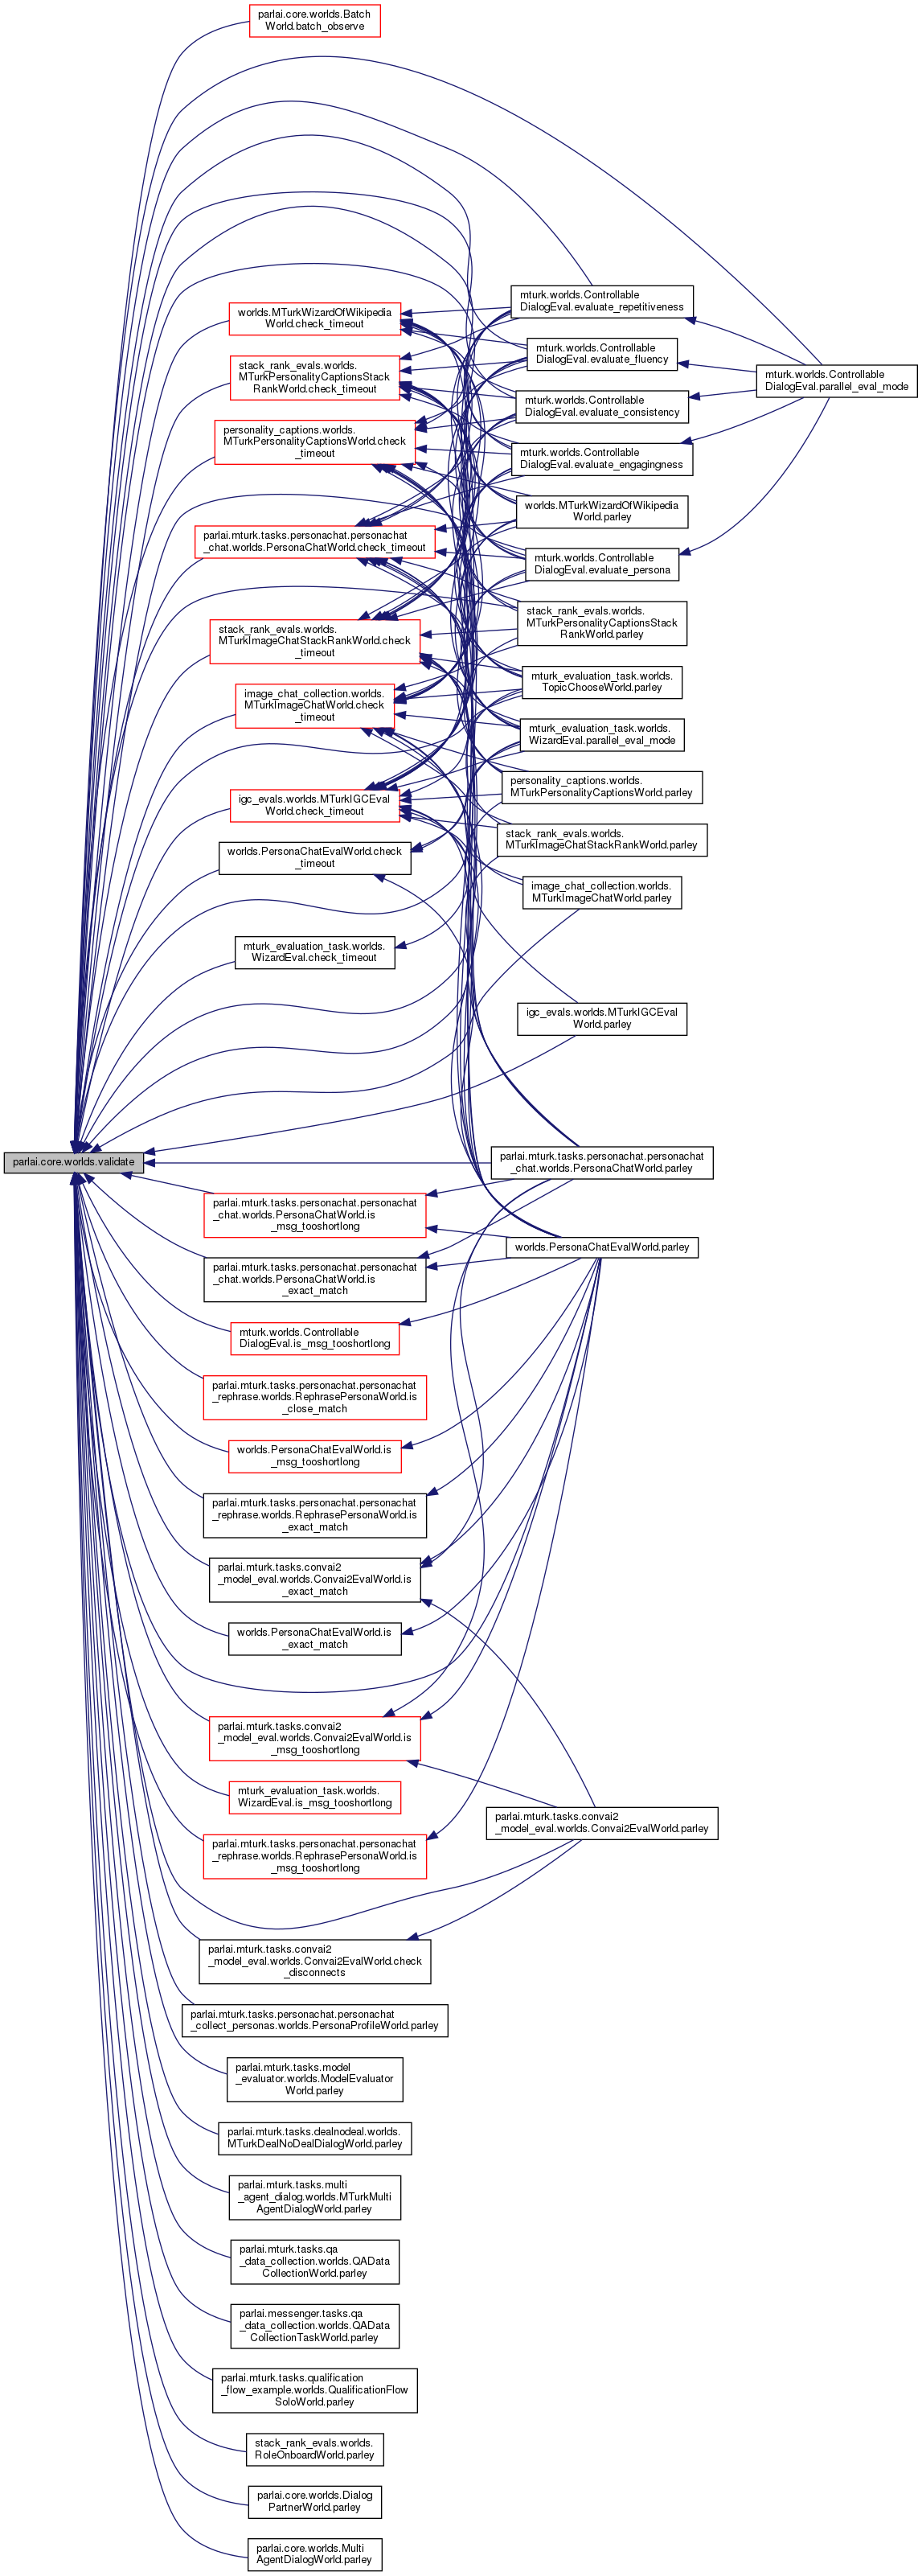 parlai.core.worlds.Batch
World.batch_observe
mturk.worlds.Controllable
DialogEval.evaluate_repetitiveness
worlds.MTurkWizardOfWikipedia
World.check_timeout
mturk.worlds.Controllable
DialogEval.evaluate_fluency
stack_rank_evals.worlds.
MTurkPersonalityCaptionsStack
RankWorld.check_timeout
mturk.worlds.Controllable
DialogEval.parallel_eval_mode
mturk.worlds.Controllable
DialogEval.evaluate_consistency
personality_captions.worlds.
MTurkPersonalityCaptionsWorld.check
_timeout
mturk.worlds.Controllable
DialogEval.evaluate_engagingness
worlds.MTurkWizardOfWikipedia
World.parley
parlai.mturk.tasks.personachat.personachat
_chat.worlds.PersonaChatWorld.check_timeout
mturk.worlds.Controllable
DialogEval.evaluate_persona
stack_rank_evals.worlds.
MTurkPersonalityCaptionsStack
RankWorld.parley
stack_rank_evals.worlds.
MTurkImageChatStackRankWorld.check
_timeout
mturk_evaluation_task.worlds.
TopicChooseWorld.parley
image_chat_collection.worlds.
MTurkImageChatWorld.check
_timeout
mturk_evaluation_task.worlds.
WizardEval.parallel_eval_mode
personality_captions.worlds.
MTurkPersonalityCaptionsWorld.parley
igc_evals.worlds.MTurkIGCEval
World.check_timeout
stack_rank_evals.worlds.
MTurkImageChatStackRankWorld.parley
worlds.PersonaChatEvalWorld.check
_timeout
image_chat_collection.worlds.
MTurkImageChatWorld.parley
mturk_evaluation_task.worlds.
WizardEval.check_timeout
igc_evals.worlds.MTurkIGCEval
World.parley
parlai.core.worlds.validate
parlai.mturk.tasks.personachat.personachat
_chat.worlds.PersonaChatWorld.parley
parlai.mturk.tasks.personachat.personachat
_chat.worlds.PersonaChatWorld.is
_msg_tooshortlong
worlds.PersonaChatEvalWorld.parley
parlai.mturk.tasks.personachat.personachat
_chat.worlds.PersonaChatWorld.is
_exact_match
mturk.worlds.Controllable
DialogEval.is_msg_tooshortlong
parlai.mturk.tasks.personachat.personachat
_rephrase.worlds.RephrasePersonaWorld.is
_close_match
worlds.PersonaChatEvalWorld.is
_msg_tooshortlong
parlai.mturk.tasks.personachat.personachat
_rephrase.worlds.RephrasePersonaWorld.is
_exact_match
parlai.mturk.tasks.convai2
_model_eval.worlds.Convai2EvalWorld.is
_exact_match
worlds.PersonaChatEvalWorld.is
_exact_match
parlai.mturk.tasks.convai2
_model_eval.worlds.Convai2EvalWorld.is
_msg_tooshortlong
mturk_evaluation_task.worlds.
WizardEval.is_msg_tooshortlong
parlai.mturk.tasks.convai2
_model_eval.worlds.Convai2EvalWorld.parley
parlai.mturk.tasks.personachat.personachat
_rephrase.worlds.RephrasePersonaWorld.is
_msg_tooshortlong
parlai.mturk.tasks.convai2
_model_eval.worlds.Convai2EvalWorld.check
_disconnects
parlai.mturk.tasks.personachat.personachat
_collect_personas.worlds.PersonaProfileWorld.parley
parlai.mturk.tasks.model
_evaluator.worlds.ModelEvaluator
World.parley
parlai.mturk.tasks.dealnodeal.worlds.
MTurkDealNoDealDialogWorld.parley
parlai.mturk.tasks.multi
_agent_dialog.worlds.MTurkMulti
AgentDialogWorld.parley
parlai.mturk.tasks.qa
_data_collection.worlds.QAData
CollectionWorld.parley
parlai.messenger.tasks.qa
_data_collection.worlds.QAData
CollectionTaskWorld.parley
parlai.mturk.tasks.qualification
_flow_example.worlds.QualificationFlow
SoloWorld.parley
stack_rank_evals.worlds.
RoleOnboardWorld.parley
parlai.core.worlds.Dialog
PartnerWorld.parley
parlai.core.worlds.Multi
AgentDialogWorld.parley